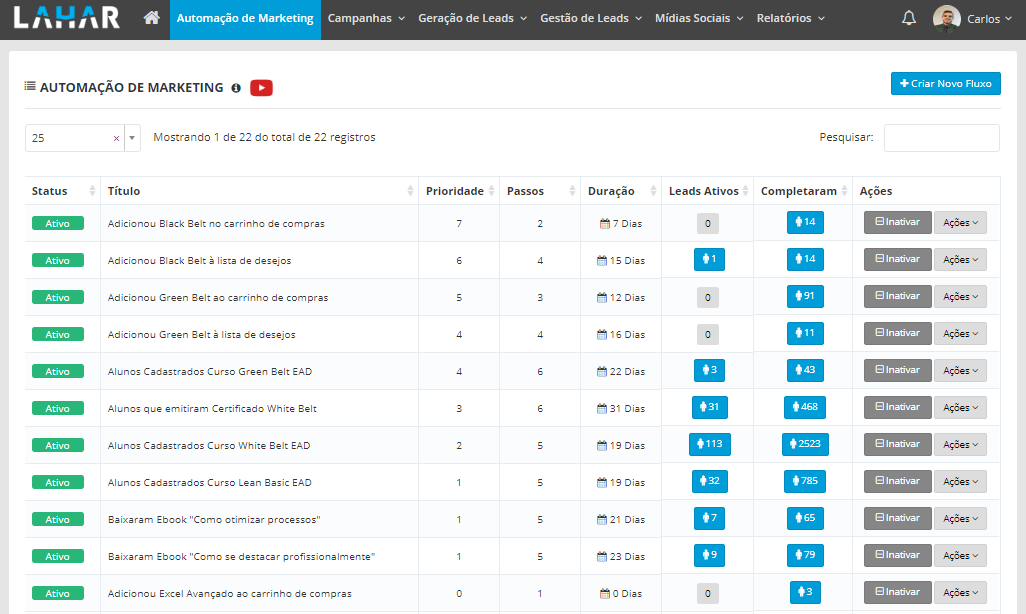 LAHAR Automação de Marketing Campanhas Geração de Leads Gestão de Leads Mídias Sociais Relatórios Carlos
AUTOMAÇÃO DE MARKETING Criar Novo Fluxo
25 Mostrando 1 de 22 do total de 22 registros Pesquisar:
Status Título Prioridade Passos Duração Leads Ativos Completaram Ações
Ativo Adicionou Black Belt no carrinho de compras 7 2 7 Dias 0 14 Inativar Ações
Ativo Adicionou Black Belt à lista de desejos 6 4 15 Dias 1 14 Inativar Ações
Ativo Adicionou Green Belt ao carrinho de compras 5 3 12 Dias 0 91 Inativar Ações
Ativo Adicionou Green Belt à lista de desejos 4 4 16 Dias 0 11 Inativar Ações
Ativo Alunos Cadastrados Curso Green Belt EAD 4 6 22 Dias 3 43 Inativar Ações
Ativo Alunos que emitiram Certificado White Belt 3 6 31 Dias 31 468 Inativar Ações
Ativo Alunos Cadastrados Curso White Belt EAD 2 5 19 Dias 113 2523 Inativar Ações
Ativo Alunos Cadastrados Curso Lean Basic EAD 1 5 19 Dias 32 785 Inativar Ações
Ativo Baixaram Ebook "Como otimizar processos" 1 5 21 Dias 7 65 Inativar Ações
Ativo Baixaram Ebook "Como se destacar profissionalmente" 1 5 23 Dias 9 79 Inativar Ações
Ativo Adicionou Excel Avançado ao carrinho de compras 0 1 0 Dias 0 3 Inativar Ações